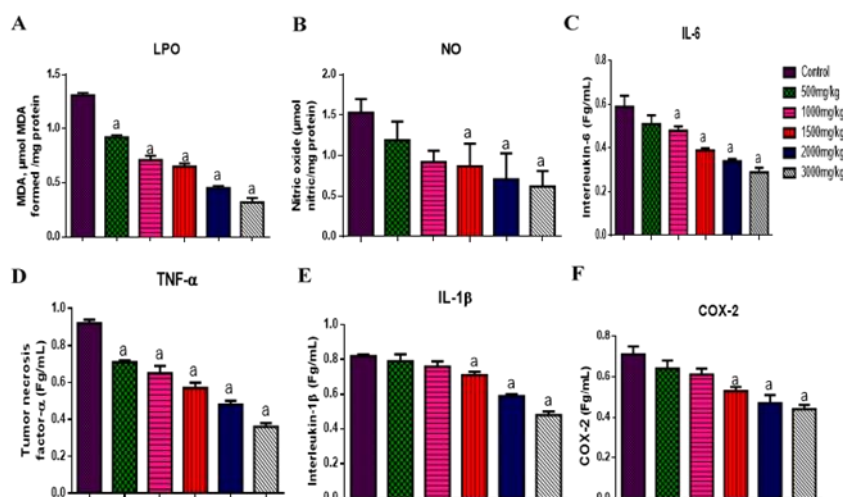 A
LPO
MDA, µmol MDA
formed /mg protein
1.5
1.0
0.5
0.0
a
a
a
a
a
B
NO
Nitric oxide (µmol
nitric/mg protein)
2.0
1.5
1.0
0.5
0.0
a
a
a
C
IL-6
Interleukin-6 (Fg/mL)
0.8
0.6
0.4
0.2
0.0
a
a
a
a
Control
500mg/kg
1000mg/kg
1500mg/kg
2000mg/kg
3000mg/kg
D
TNF-α
Tumor necrosis
factor-α (Fg/mL)
1.0
0.8
0.6
0.4
0.2
0.0
a
a
a
a
a
E
IL-1β
Interleukin-1β (Fg/mL)
1.0
0.8
0.6
0.4
0.2
0.0
a
a
a
F
COX-2
COX-2 (Fg/mL)
0.8
0.6
0.4
0.2
0.0
a
a
a